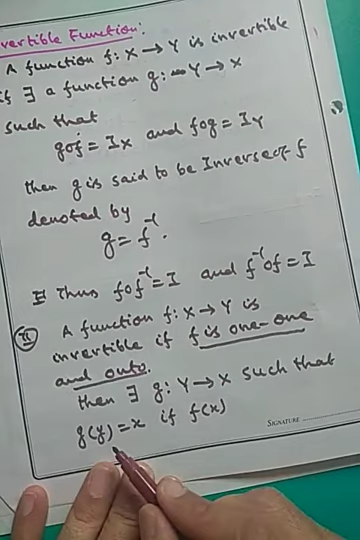 vertible Function:
A function f: X → Y is invertible
if ∃ a function g: Y → X
such that
gof = Ix and fog = Iy
then g is said to be Inverse of f
denoted by
g = f⁻¹.
Thus fof⁻¹ = I and f⁻¹of = I
(II) A function f: X → Y is
invertible if f is one-one
and onto.
then ∃ g: Y → X such that
g(y) = x if f(x)
SIGNATURE